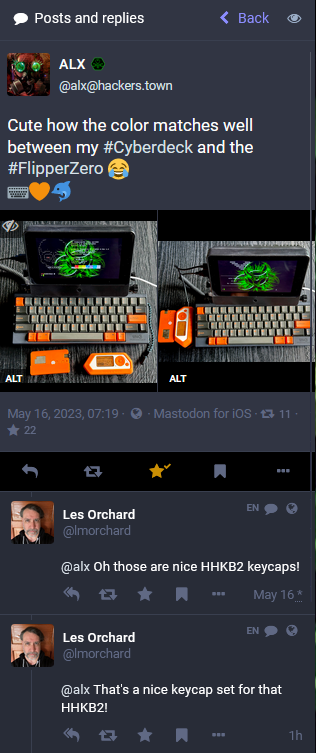 Posts and replies
Back
ALX
@alx@hackers.town
Cute how the color matches well
between my #Cyberdeck and the
#FlipperZero 😂
⌨️🧡🐬
ALT
ALT
May 16, 2023, 07:19 · · Mastodon for iOS · 11 ·
22
Les Orchard
EN
@lmorchard
@alx Oh those are nice HHKB2 keycaps!
May 16 *
Les Orchard
EN
@lmorchard
@alx That's a nice keycap set for that
HHKB2!
1h